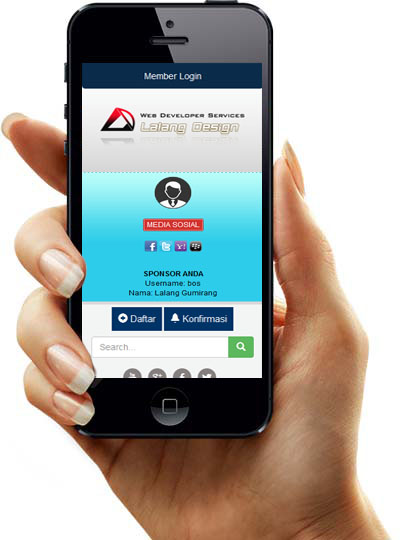 Member Login
WEB DEVELOPER SERVICES
Lalang Design
MEDIA SOSIAL
SPONSOR ANDA
Username: bos
Nama: Lalang Gumirang
Daftar
Konfirmasi
Search...